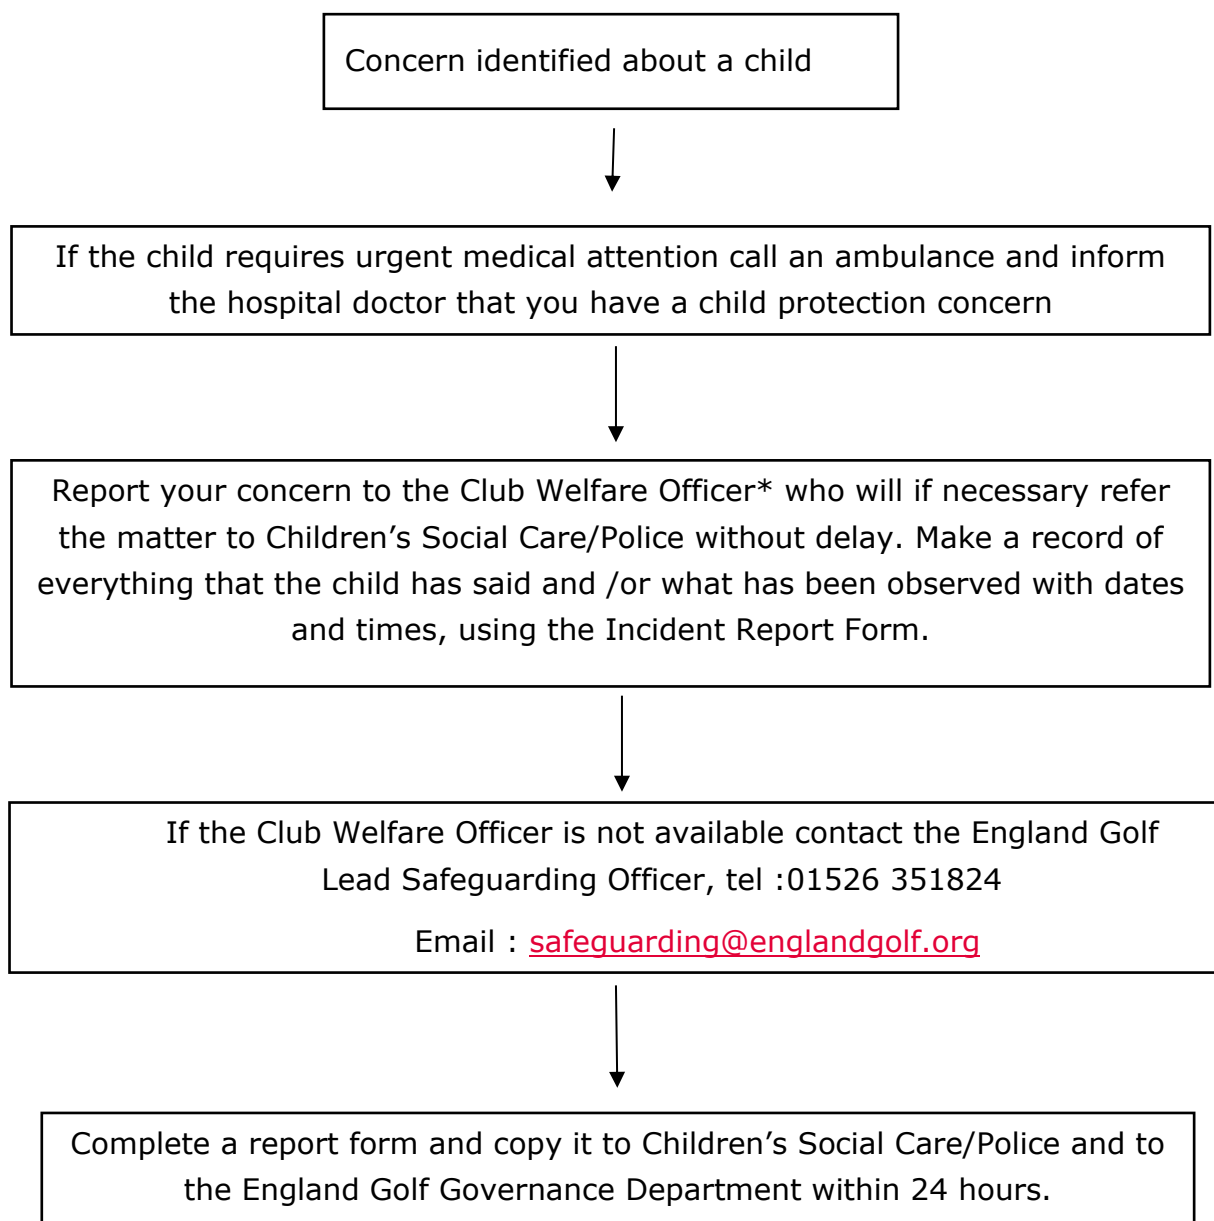 Concern identified about a child
If the child requires urgent medical attention call an ambulance and inform
the hospital doctor that you have a child protection concern
Report your concern to the Club Welfare Officer* who will if necessary refer
the matter to Children’s Social Care/Police without delay. Make a record of
everything that the child has said and /or what has been observed with dates
and times, using the Incident Report Form.
If the Club Welfare Officer is not available contact the England Golf
Lead Safeguarding Officer, tel :01526 351824
Email : safeguarding@englandgolf.org
Complete a report form and copy it to Children’s Social Care/Police and to
the England Golf Governance Department within 24 hours.